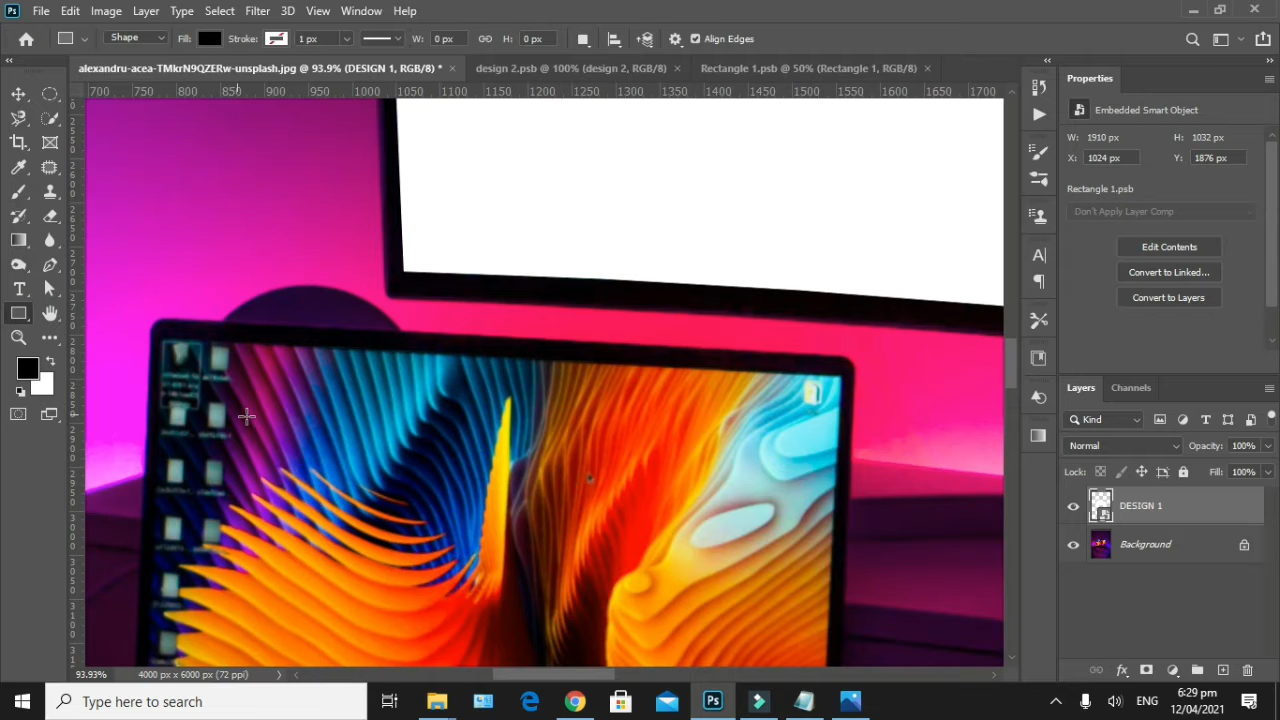 Ps File Edit Image Layer Type Select Filter 3D View Window Help
Shape Fill: Stroke: 1 px W: 0 px H: 0 px Align Edges
alexandru-acea-TMkrN9QZERw-unsplash.jpg @ 93.9% (DESIGN 1, RGB/8) * × design 2.psb @ 100% (design 2, RGB/8) × Rectangle 1.psb @ 50% (Rectangle 1, RGB/8) ×
700 750 800 850 900 950 1000 1050 1100 1150 1200 1250 1300 1350 1400 1450 1500 1550 1600 1650 1700
Properties
Embedded Smart Object
W: 1910 px H: 1032 px
X: 1024 px Y: 1876 px
Rectangle 1.psb
Don't Apply Layer Comp
Edit Contents
Convert to Linked...
Convert to Layers
Layers Channels
Kind
Normal Opacity: 100%
Lock: Fill: 100%
DESIGN 1
Background
93.93% 4000 px x 6000 px (72 ppi)
Type here to search
Ps
ENG
6:29 pm
12/04/2021